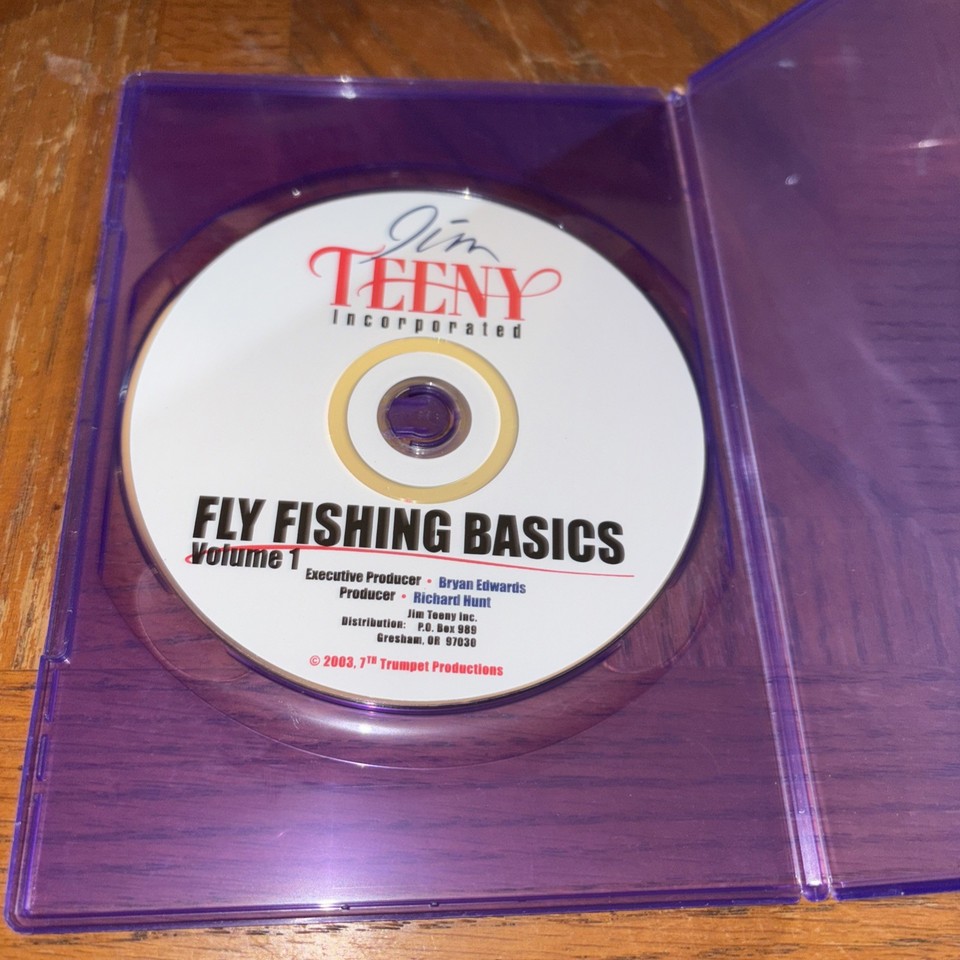 Jim
TEENY
Incorporated
FLY FISHING BASICS
Volume 1
Executive Producer • Bryan Edwards
Producer • Richard Hunt
Jim Teeny Inc.
Distribution: P.O. Box 989
Gresham, OR 97030
© 2003, 7TH Trumpet Productions